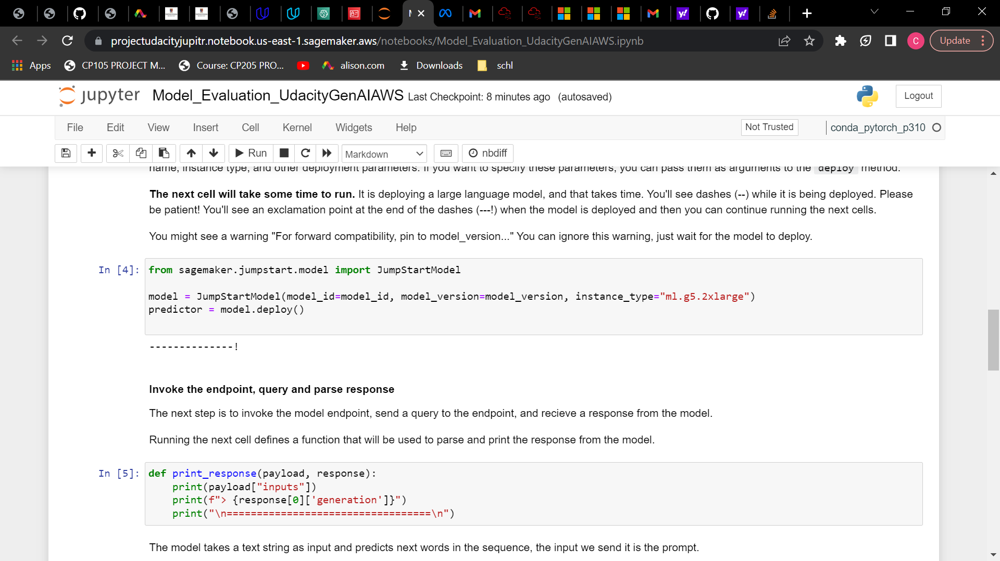 projectudacityjupitr.notebook.us-east-1.sagemaker.aws/notebooks/Model_Evaluation_UdacityGenAIAWS.ipynb
C
Update
Apps
CP105 PROJECT M...
Course: CP205 PRO...
alison.com
Downloads
schl
jupyter Model_Evaluation_UdacityGenAIAWS Last Checkpoint: 8 minutes ago (autosaved)
Logout
File Edit View Insert Cell Kernel Widgets Help
Not Trusted
conda_pytorch_p310
Run
Markdown
nbdiff
name, instance type, and other deployment parameters. If you want to specify these parameters, you can pass them as arguments to the deploy method.
The next cell will take some time to run. It is deploying a large language model, and that takes time. You'll see dashes (--) while it is being deployed. Please
be patient! You'll see an exclamation point at the end of the dashes (---!) when the model is deployed and then you can continue running the next cells.
You might see a warning "For forward compatibility, pin to model_version..." You can ignore this warning, just wait for the model to deploy.
In [4]: from sagemaker.jumpstart.model import JumpStartModel
model = JumpStartModel(model_id=model_id, model_version=model_version, instance_type="ml.g5.2xlarge")
predictor = model.deploy()
--------------!
Invoke the endpoint, query and parse response
The next step is to invoke the model endpoint, send a query to the endpoint, and recieve a response from the model.
Running the next cell defines a function that will be used to parse and print the response from the model.
In [5]: def print_response(payload, response):
print(payload["inputs"])
print(f"> {response[0]['generation']}")
print("\n==================================\n")
The model takes a text string as input and predicts next words in the sequence, the input we send it is the prompt.